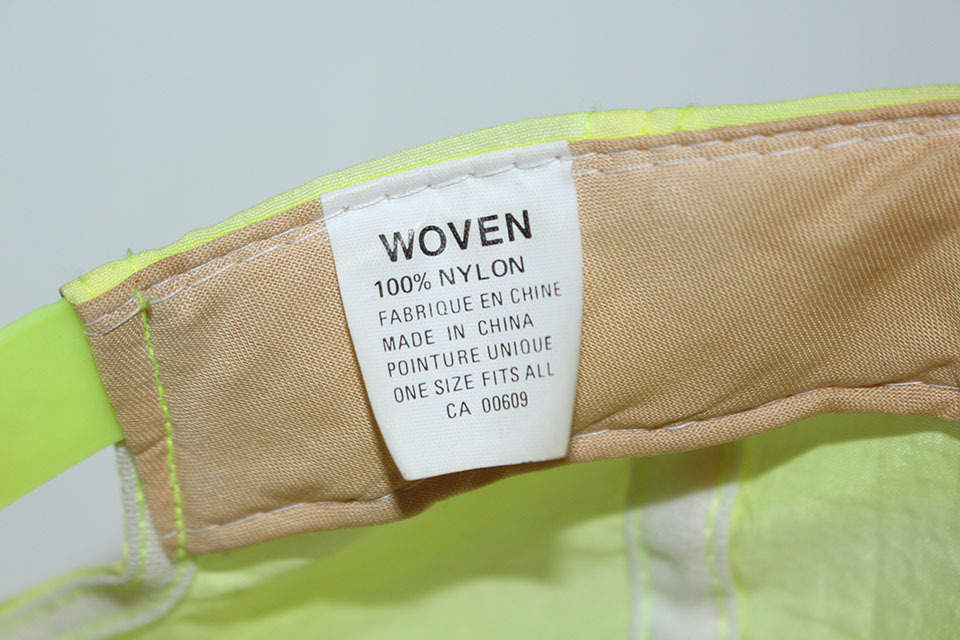 WOVEN
100% NYLON
FABRIQUE EN CHINE
MADE IN CHINA
POINTURE UNIQUE
ONE SIZE FITS ALL
CA 00609